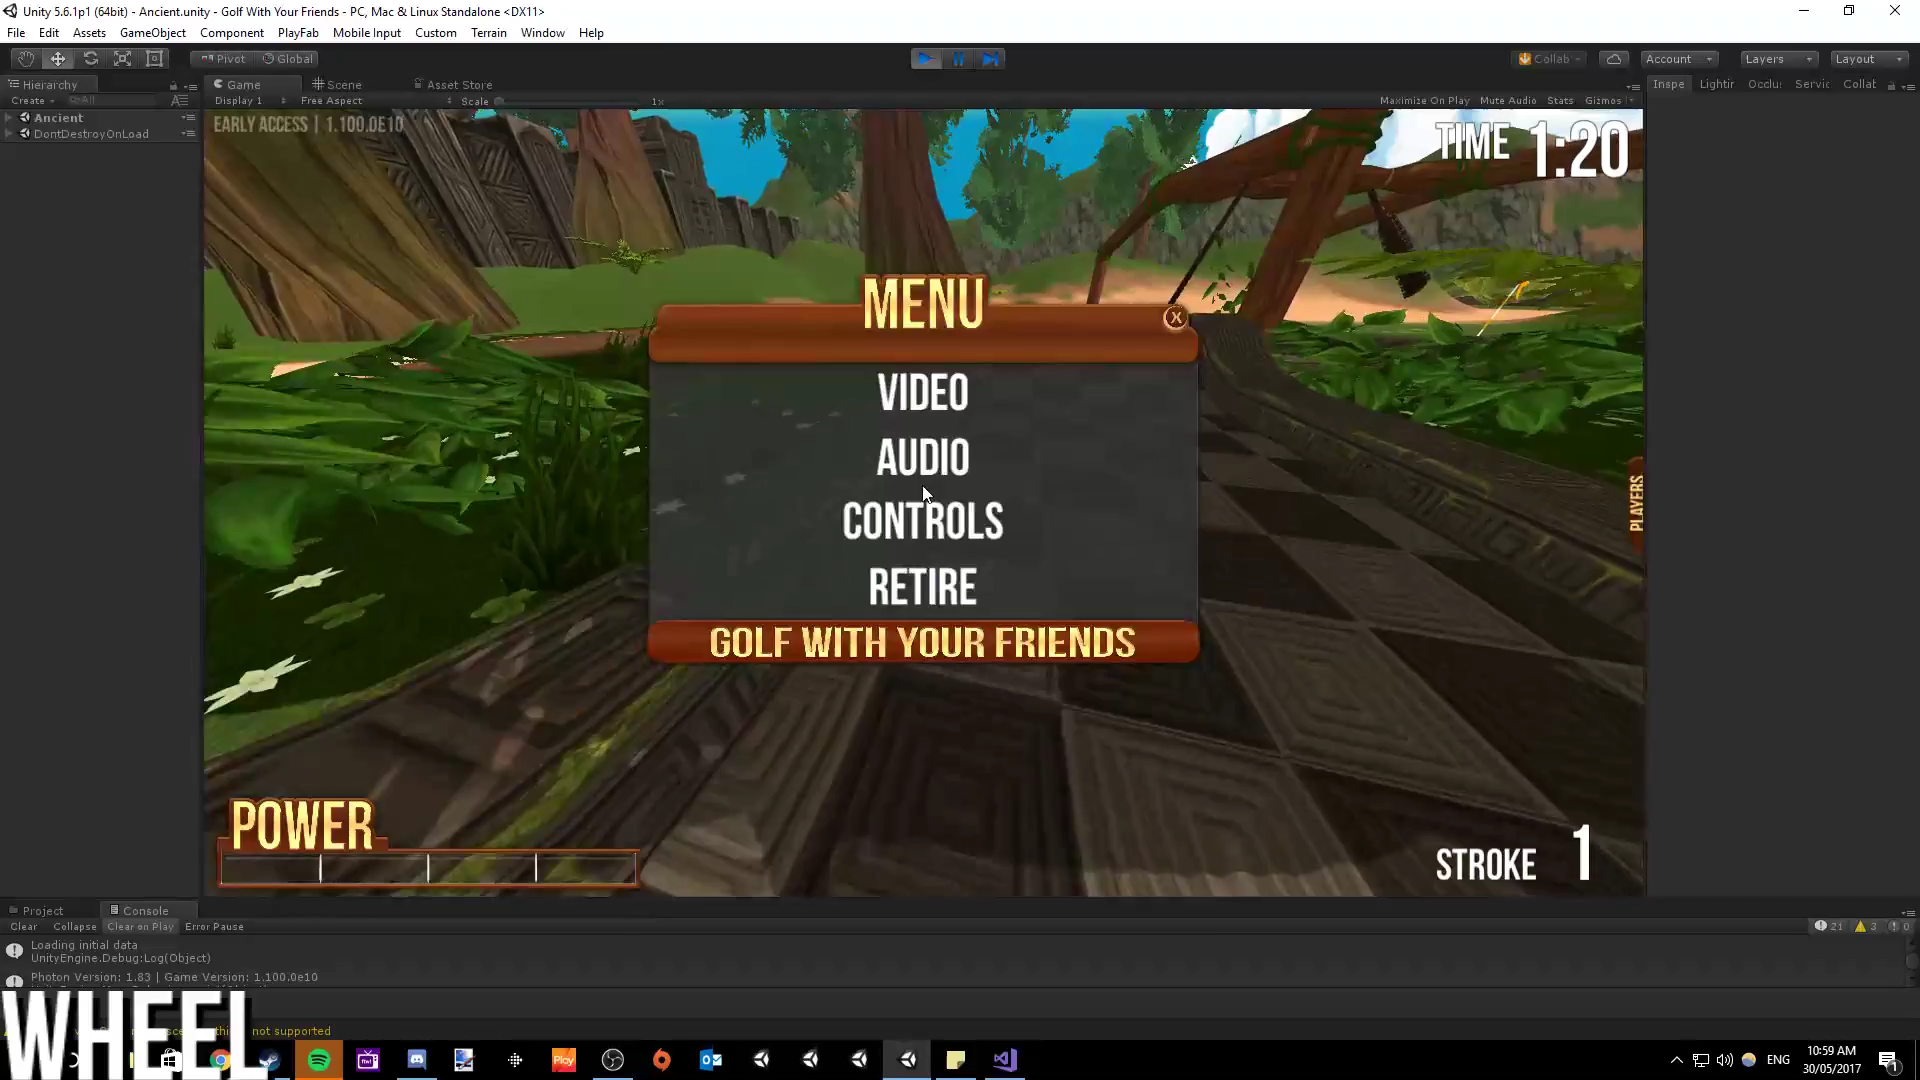 Unity 5.6.1p1 (64bit) - Ancient.unity - Golf With Your Friends - PC, Mac & Linux Standalone <DX11>
File Edit Assets GameObject Component PlayFab Mobile Input Custom Terrain Window Help
Pivot Global Collab Account Layers Layout
Hierarchy Game Scene Asset Store Inspe Lightin Occlu: Servic Collat
Create All Display 1 Free Aspect Scale 1x Maximize On Play Mute Audio Stats Gizmos
Ancient
DontDestroyOnLoad
EARLY ACCESS | 1.100.0E10
TIME 1:20
MENU
X
VIDEO
AUDIO
CONTROLS
RETIRE
GOLF WITH YOUR FRIENDS
PLAYERS
POWER
STROKE 1
Project Console
Clear Collapse Clear on Play Error Pause 21 3 0
Loading initial data
UnityEngine.Debug:Log(Object)
Photon Version: 1.83 | Game Version: 1.100.0e10
not supported
WHEEL
Play
ENG
10:59 AM
30/05/2017
1